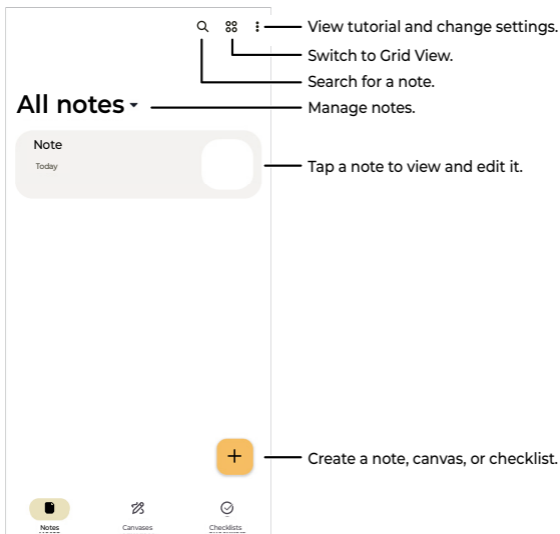 View tutorial and change settings.
Switch to Grid View.
Search for a note.
All notes
Manage notes.
Note
Today
Tap a note to view and edit it.
Create a note, canvas, or checklist.
Notes
Canvases
Checklists